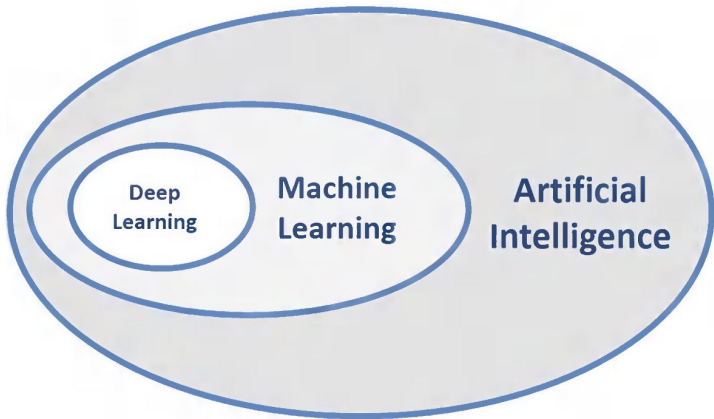 Deep
Learning
Machine
Learning
Artificial
Intelligence